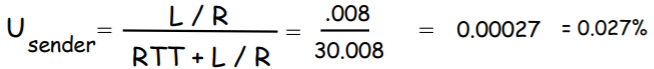 U sender = L / R / RTT + L / R = .008 / 30.008 = 0.00027 = 0.027%